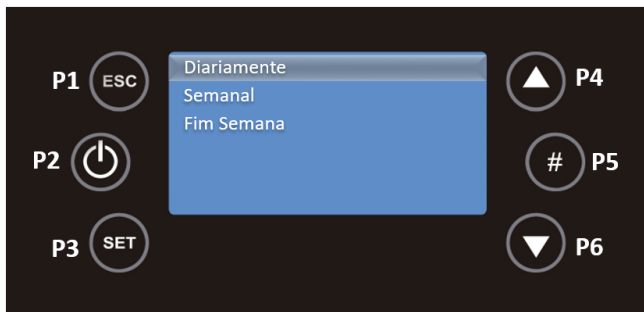 P1 ESC
P2
P3 SET
Diariamente
Semanal
Fim Semana
P4
# P5
P6